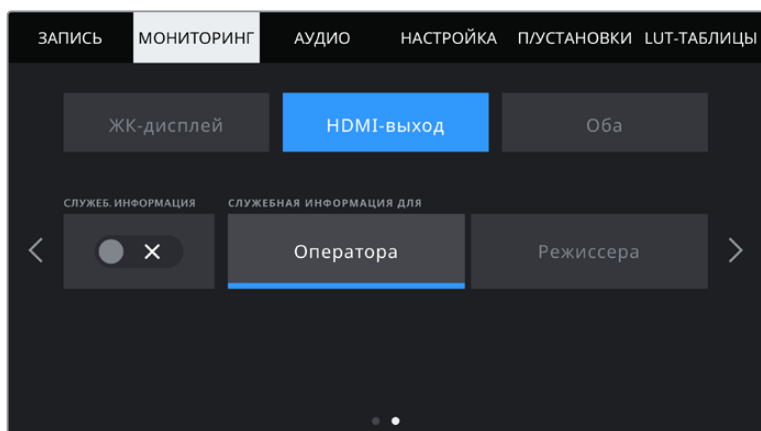 ЗАПИСЬ МОНИТОРИНГ АУДИО НАСТРОЙКА П/УСТАНОВКИ LUT-ТАБЛИЦЫ
ЖК-дисплей HDMI-выход Оба
СЛУЖЕБ. ИНФОРМАЦИЯ СЛУЖЕБНАЯ ИНФОРМАЦИЯ ДЛЯ
Оператора Режиссера